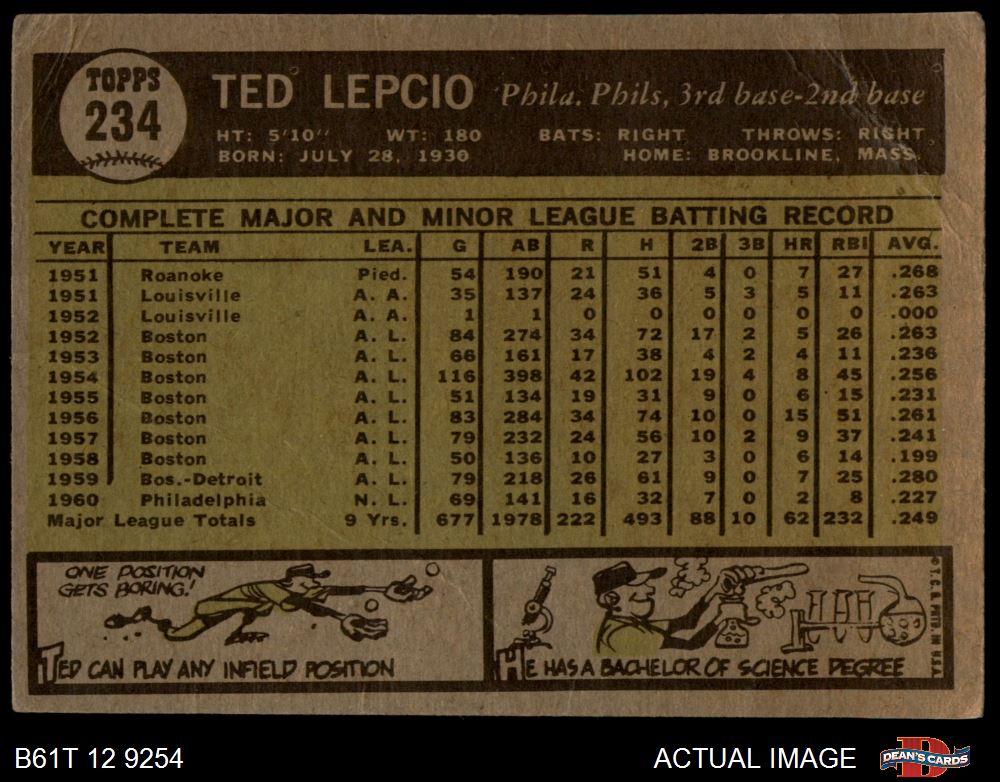 TOPPS
234
TED LEPCIO Phila. Phils, 3rd base-2nd base
HT: 5'10" WT: 180 BATS: RIGHT THROWS: RIGHT
BORN: JULY 28, 1930 HOME: BROOKLINE, MASS.
COMPLETE MAJOR AND MINOR LEAGUE BATTING RECORD
YEAR TEAM LEA. G AB R H 2B 3B HR RBI AVG.
1951 Roanoke Pied. 54 190 21 51 4 0 7 27 .268
1951 Louisville A. A. 35 137 24 36 5 3 5 11 .263
1952 Louisville A. A. 1 1 0 0 0 0 0 0 .000
1952 Boston A. L. 84 274 34 72 17 2 5 26 .263
1953 Boston A. L. 66 161 17 38 4 2 4 11 .236
1954 Boston A. L. 116 398 42 102 19 4 8 45 .256
1955 Boston A. L. 51 134 19 31 9 0 6 15 .231
1956 Boston A. L. 83 284 34 74 10 0 15 51 .261
1957 Boston A. L. 79 232 24 56 10 2 9 37 .241
1958 Boston A. L. 50 136 10 27 3 0 6 14 .199
1959 Bos.-Detroit A. L. 79 218 26 61 9 0 7 25 .280
1960 Philadelphia N. L. 69 141 16 32 7 0 2 8 .227
Major League Totals 9 Yrs. 677 1978 222 493 88 10 62 232 .249
ONE POSITION
GETS BORING!
TED CAN PLAY ANY INFIELD POSITION
HE HAS A BACHELOR OF SCIENCE DEGREE
© T. C. G. PRTD. IN U.S.A.
B61T 12 9254 ACTUAL IMAGE DEAN'S CARDS